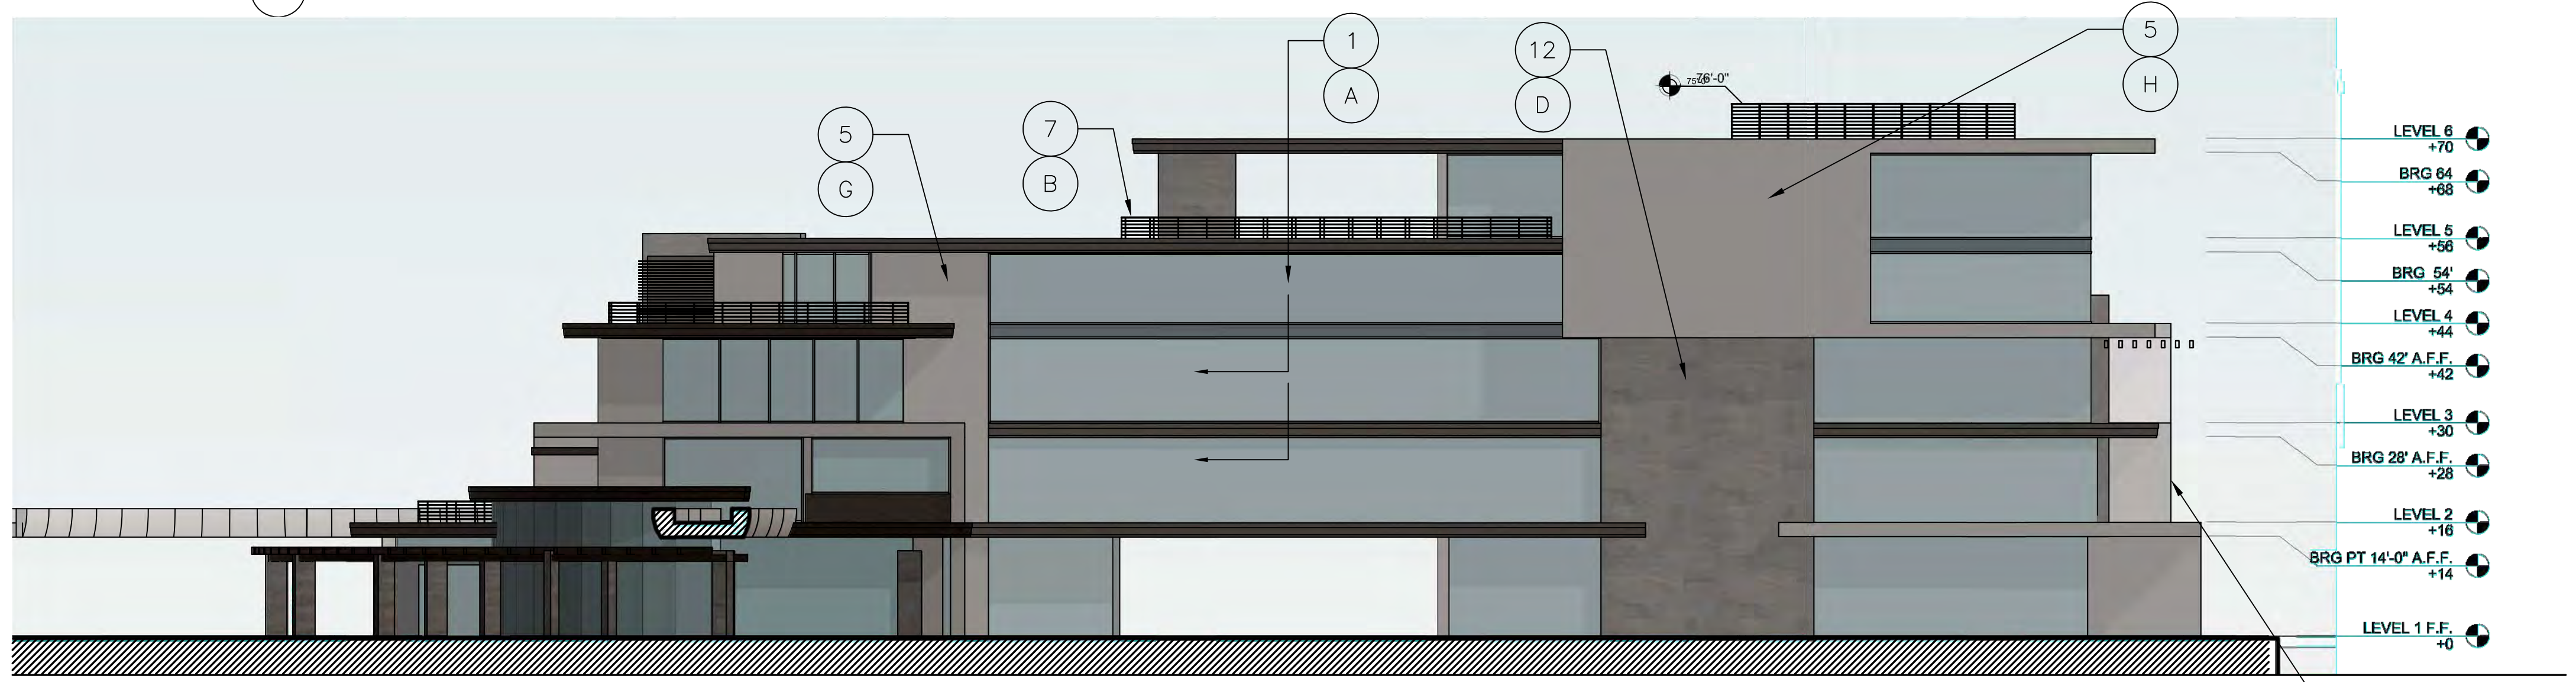 1
A
12
D
5
H
5
G
7
B
76'-0"
LEVEL 6
+70
BRG 64
+68
LEVEL 5
+56
BRG 54'
+54
LEVEL 4
+44
BRG 42' A.F.F.
+42
LEVEL 3
+30
BRG 28' A.F.F.
+28
LEVEL 2
+16
BRG PT 14'-0" A.F.F.
+14
LEVEL 1 F.F.
+0